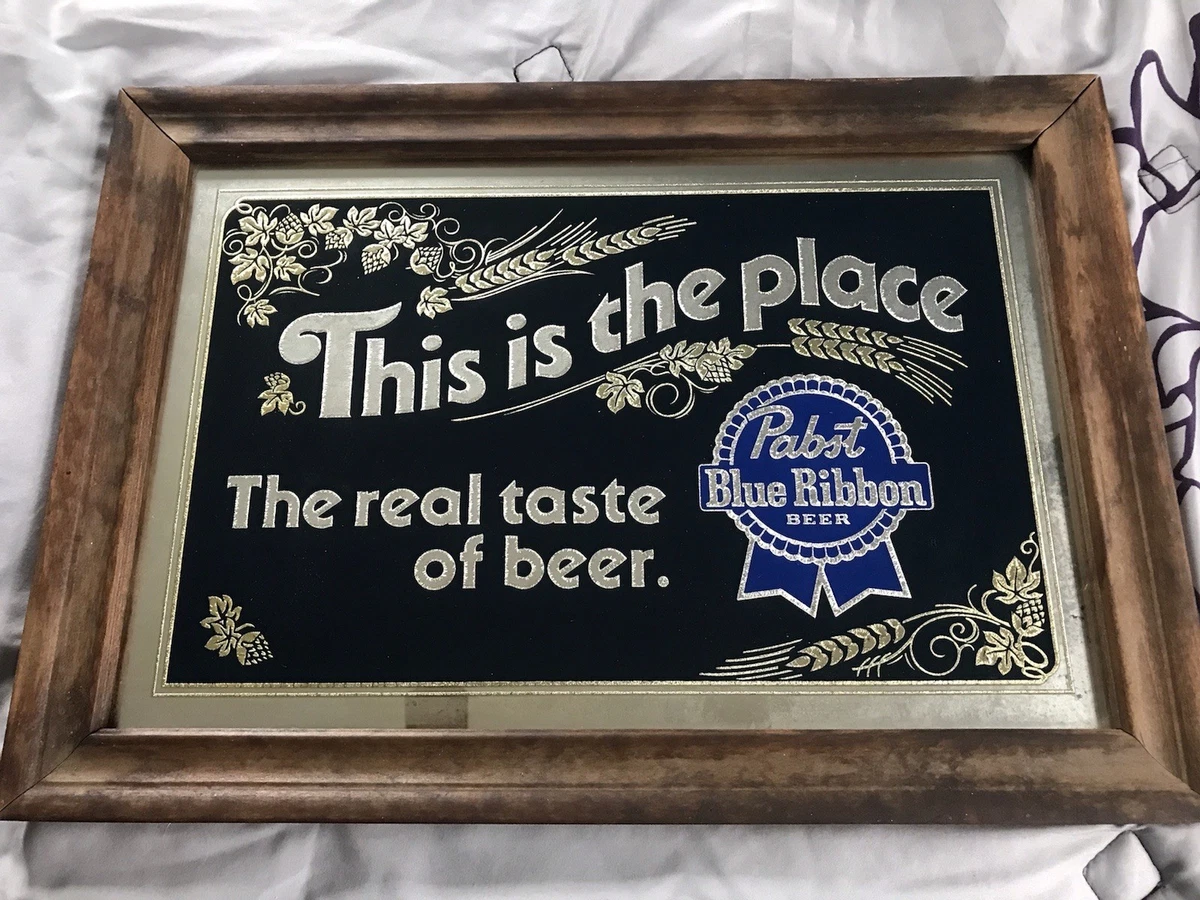 This is the place
The real taste
of beer.
Pabst
Blue Ribbon
BEER